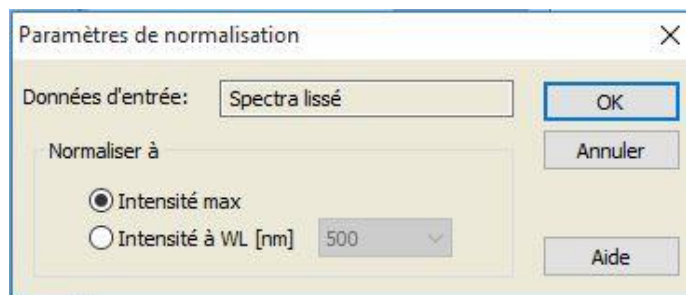 Paramètres de normalisation
Données d'entrée: Spectra lissé OK
Normaliser à Annuler
Intensité max
Intensité à WL [nm] 500
Aide